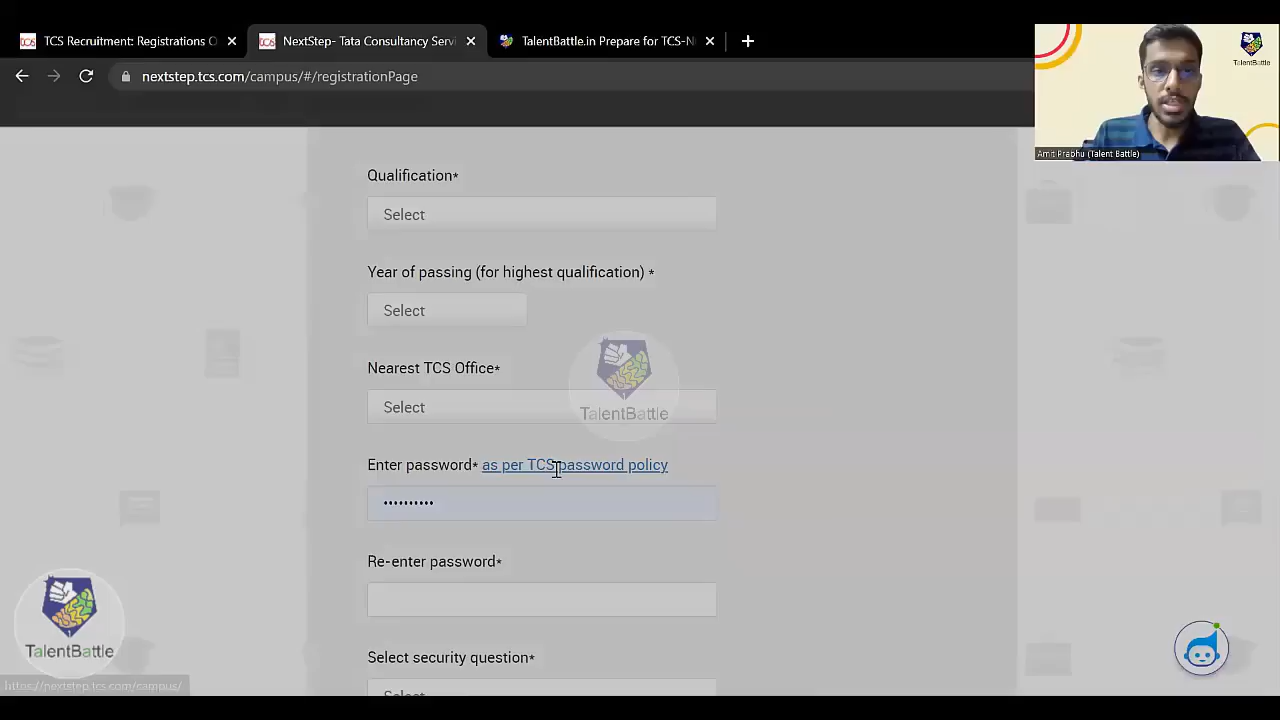 TCS Recruitment: Registrations O
NextStep- Tata Consultancy Servi
TalentBattle.in Prepare for TCS-N
nextstep.tcs.com/campus/#/registrationPage
TalentBattle
Amit Prabhu (Talent Battle)
Qualification*
Select
Year of passing (for highest qualification) *
Select
Nearest TCS Office*
Select
TalentBattle
Enter password* as per TCS password policy
••••••••••
Re-enter password*
Select security question*
Select
TalentBattle
https://nextstep.tcs.com/campus/